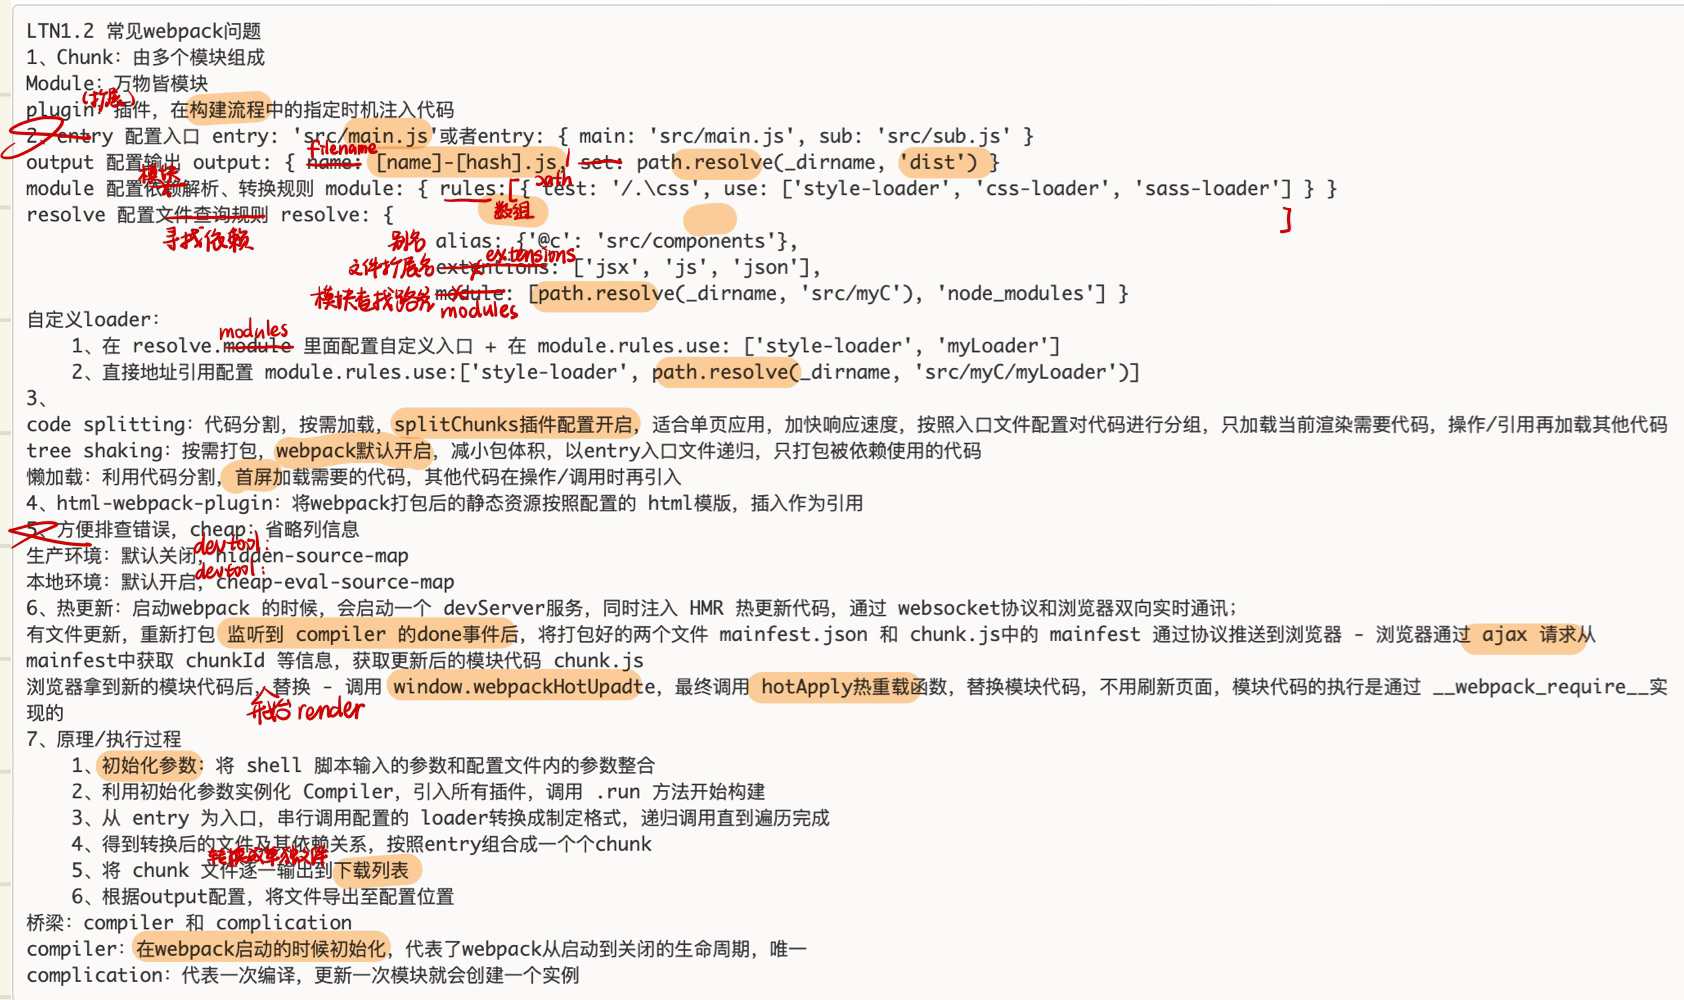 LTN1.2 常见webpack问题
1、Chunk：由多个模块组成
Module：万物皆模块
(扩展)
plugin：插件，在构建流程中的指定时机注入代码
2、entry 配置入口 entry: 'src/main.js'或者entry: { main: 'src/main.js', sub: 'src/sub.js' }
filename
output 配置输出 output: { name: [name]-[hash].js, set: path.resolve(_dirname, 'dist') }
模块 path
module 配置依赖解析、转换规则 module: { rules:[{ test: '/.\css', use: ['style-loader', 'css-loader', 'sass-loader'] } }
数组 ]
resolve 配置文件查询规则 resolve: {
寻找依赖
别名 alias: {'@c': 'src/components'},
extensions
文件扩展名 extentions: ['jsx', 'js', 'json'],
模块查找路径 module: [path.resolve(_dirname, 'src/myC'), 'node_modules'] }
modules
自定义loader：
modules
1、在 resolve.module 里面配置自定义入口 + 在 module.rules.use: ['style-loader', 'myLoader']
2、直接地址引用配置 module.rules.use:['style-loader', path.resolve(_dirname, 'src/myC/myLoader')]
3、
code splitting：代码分割，按需加载，splitChunks插件配置开启，适合单页应用，加快响应速度，按照入口文件配置对代码进行分组，只加载当前渲染需要代码，操作/引用再加载其他代码
tree shaking：按需打包，webpack默认开启，减小包体积，以entry入口文件递归，只打包被依赖使用的代码
懒加载：利用代码分割，首屏加载需要的代码，其他代码在操作/调用时再引入
4、html-webpack-plugin：将webpack打包后的静态资源按照配置的 html模版，插入作为引用
5、方便排查错误，cheap：省略列信息
devtool:
生产环境：默认关闭，hidden-source-map
devtool:
本地环境：默认开启，cheap-eval-source-map
6、热更新：启动webpack 的时候，会启动一个 devServer服务，同时注入 HMR 热更新代码，通过 websocket协议和浏览器双向实时通讯；
有文件更新，重新打包 监听到 compiler 的done事件后，将打包好的两个文件 mainfest.json 和 chunk.js中的 mainfest 通过协议推送到浏览器 - 浏览器通过 ajax 请求从
mainfest中获取 chunkId 等信息，获取更新后的模块代码 chunk.js
浏览器拿到新的模块代码后，替换 - 调用 window.webpackHotUpadte，最终调用 hotApply热重载函数，替换模块代码，不用刷新页面，模块代码的执行是通过 __webpack_require__实
开始render
现的
7、原理/执行过程
1、初始化参数：将 shell 脚本输入的参数和配置文件内的参数整合
2、利用初始化参数实例化 Compiler，引入所有插件，调用 .run 方法开始构建
3、从 entry 为入口，串行调用配置的 loader转换成制定格式，递归调用直到遍历完成
4、得到转换后的文件及其依赖关系，按照entry组合成一个个chunk
转换成单独文件
5、将 chunk 文件逐一输出到下载列表
6、根据output配置，将文件导出至配置位置
桥梁：compiler 和 complication
compiler：在webpack启动的时候初始化，代表了webpack从启动到关闭的生命周期，唯一
complication：代表一次编译，更新一次模块就会创建一个实例